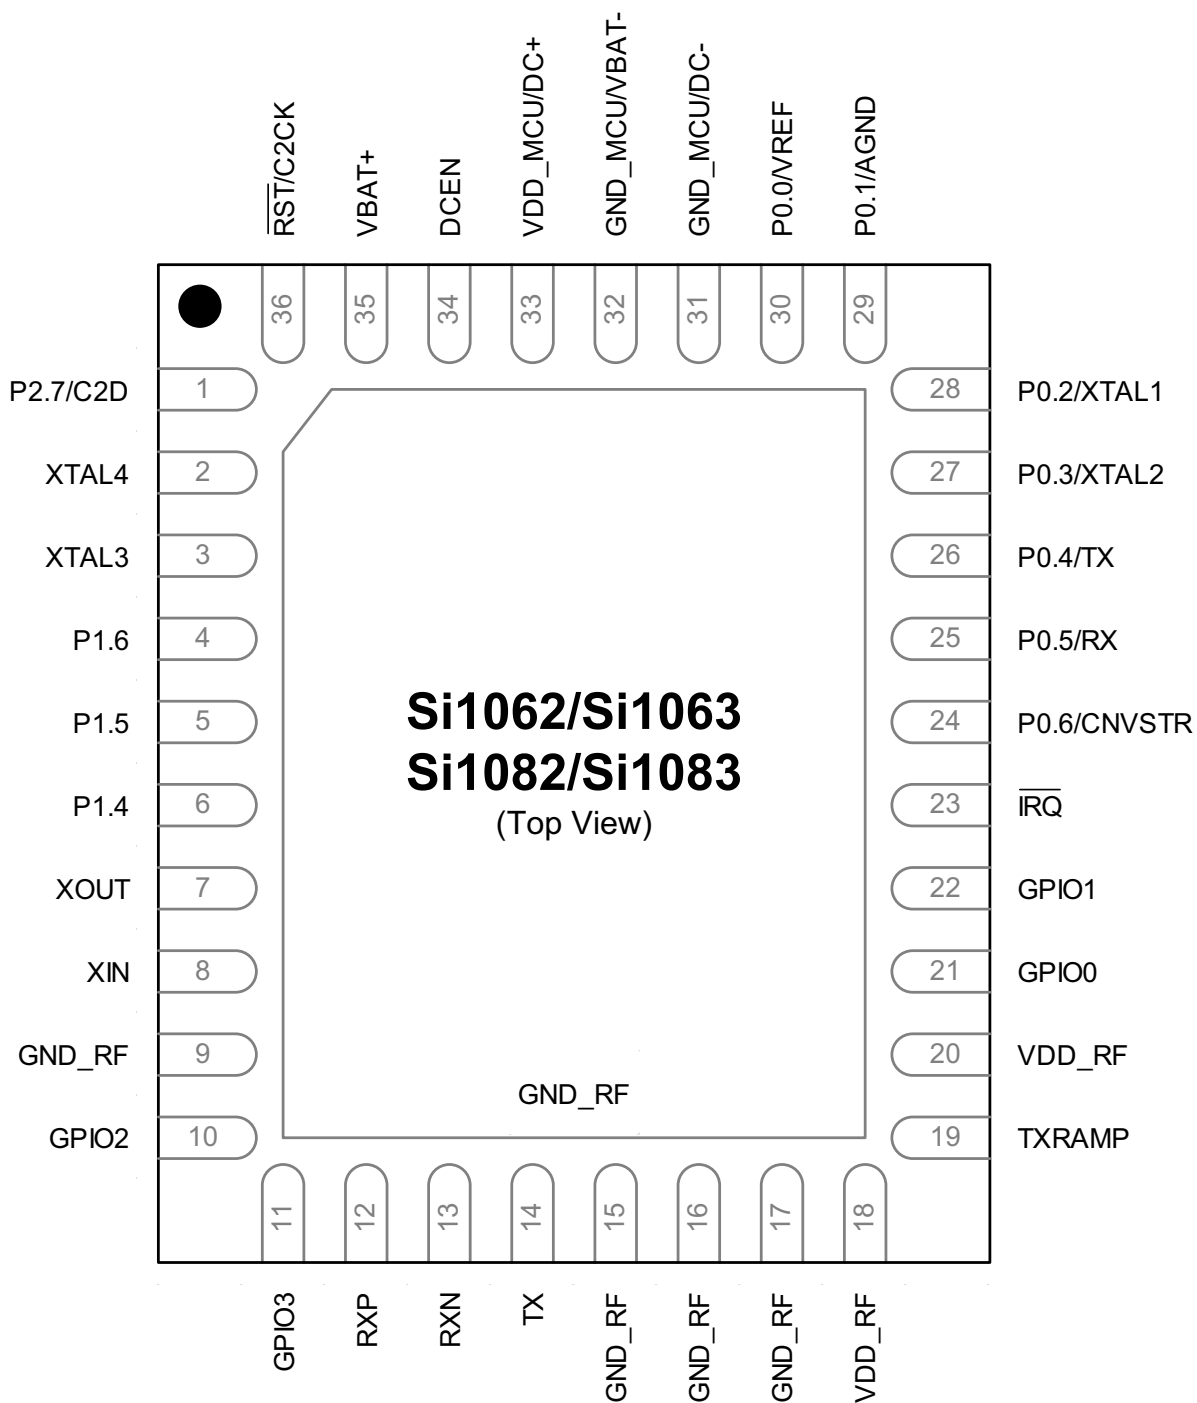 RST/C2CK
VBAT+
DCEN
VDD_MCU/DC+
GND_MCU/VBAT-
GND_MCU/DC-
P0.0/VREF
P0.1/AGND
36
35
34
33
32
31
30
29
P2.7/C2D
1
28
P0.2/XTAL1
XTAL4
2
27
P0.3/XTAL2
XTAL3
3
26
P0.4/TX
P1.6
4
25
P0.5/RX
P1.5
5
24
P0.6/CNVSTR
P1.4
6
23
IRQ
XOUT
7
22
GPIO1
XIN
8
21
GPIO0
GND_RF
9
20
VDD_RF
GPIO2
10
19
TXRAMP
Si1062/Si1063
Si1082/Si1083
(Top View)
GND_RF
11
12
13
14
15
16
17
18
GPIO3
RXP
RXN
TX
GND_RF
GND_RF
GND_RF
VDD_RF